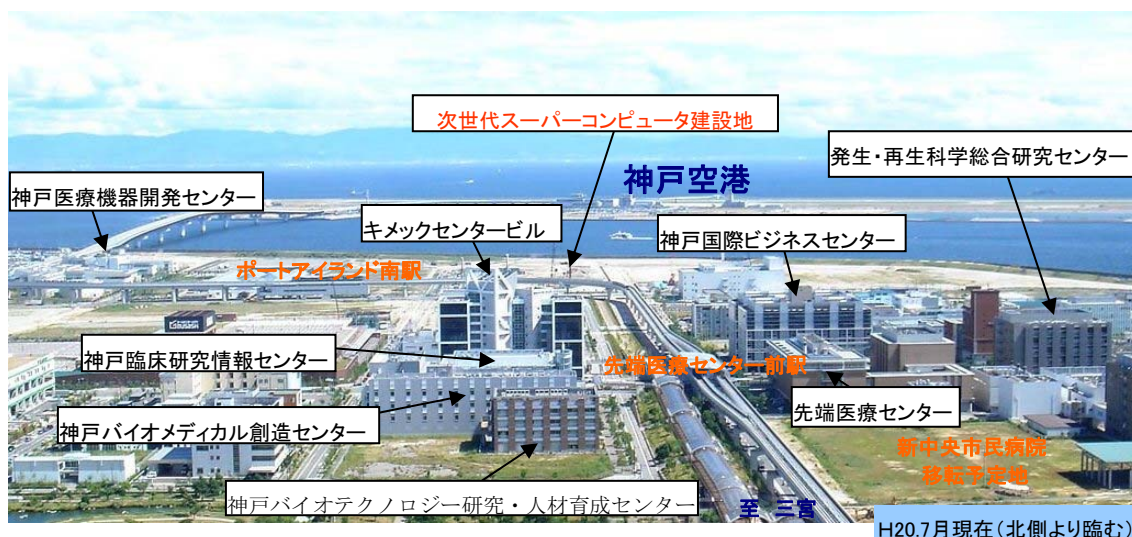 次世代スーパーコンピュータ建設地
発生・再生科学総合研究センター
神戸空港
神戸医療機器開発センター
キメックセンタービル
神戸国際ビジネスセンター
ポートアイランド南駅
神戸臨床研究情報センター
先端医療センター前駅
先端医療センター
神戸バイオメディカル創造センター
新中央市民病院
移転予定地
神戸バイオテクノロジー研究・人材育成センター
至 三宮
H20.7月現在(北側より臨む)